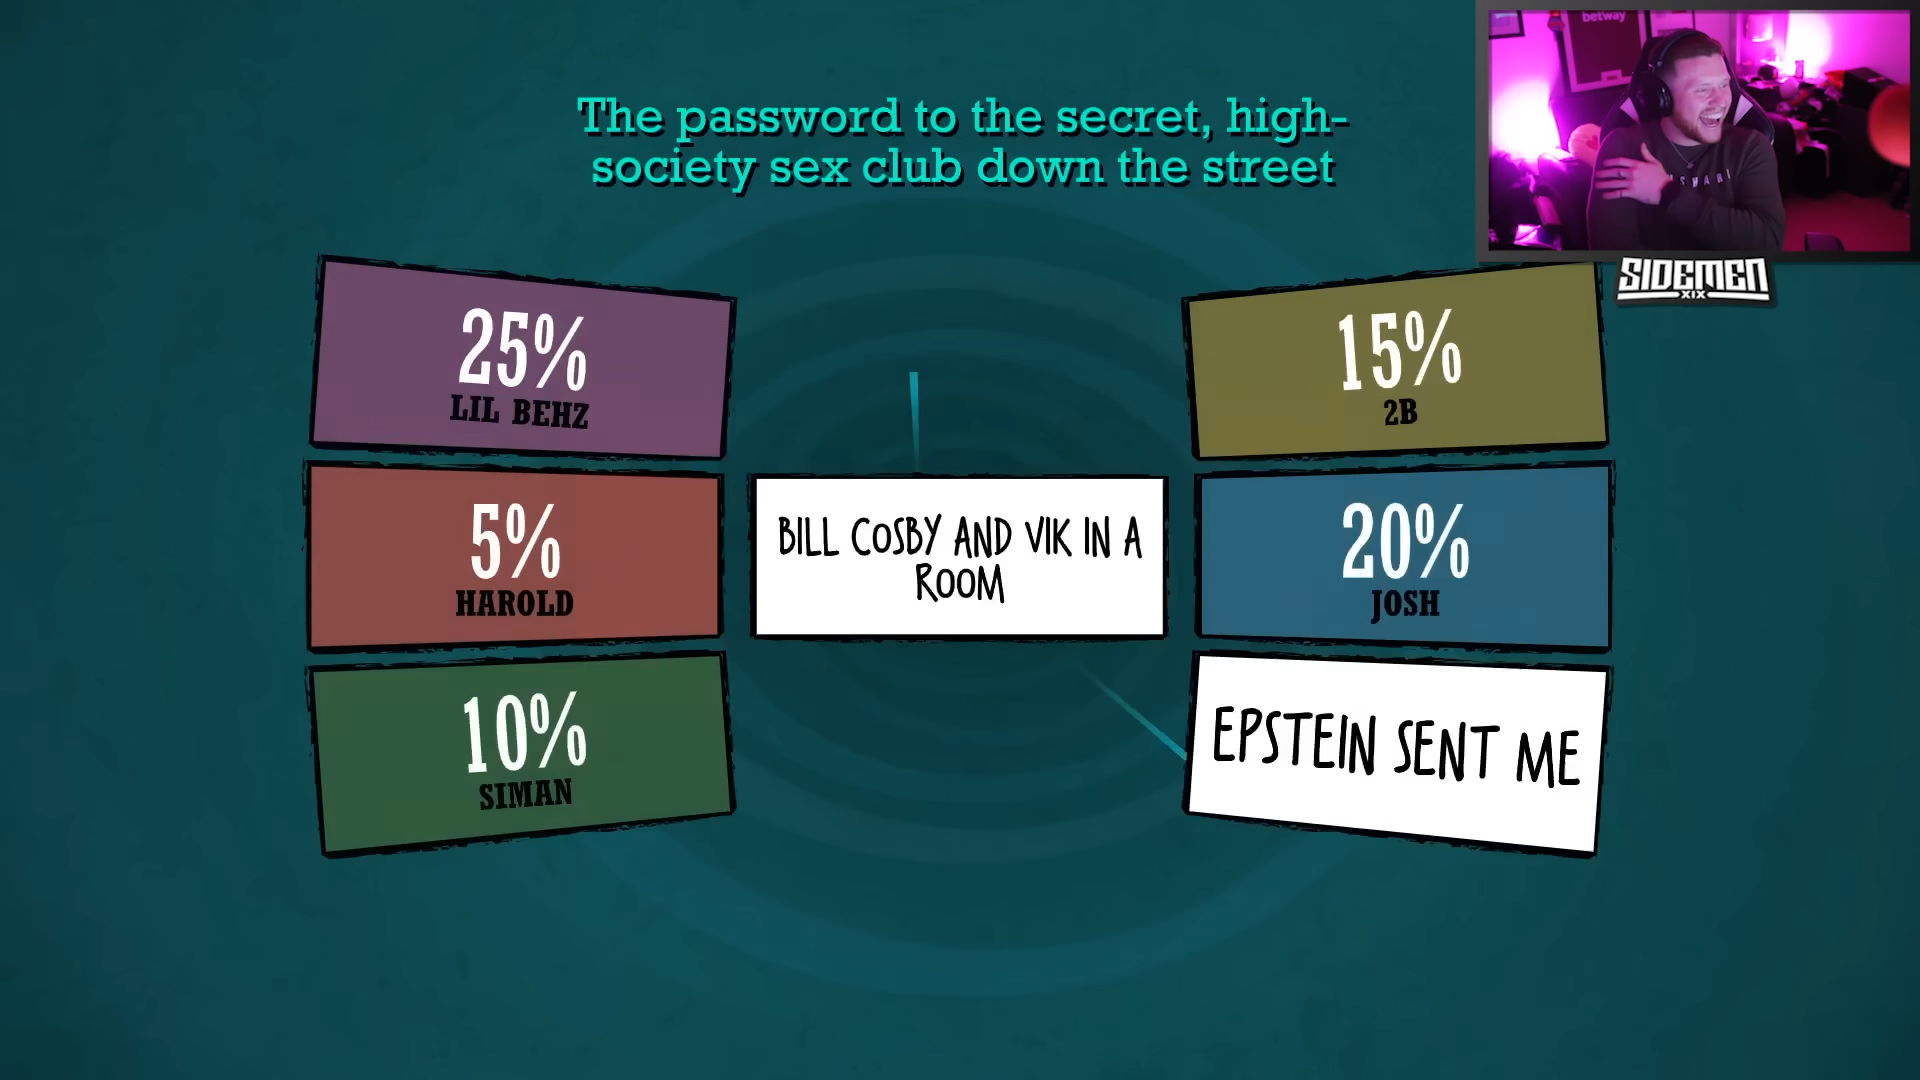 betway
The password to the secret, high-
society sex club down the street
SIDEMEN
XIX
25%
LIL BEHZ
15%
2B
5%
HAROLD
BILL COSBY AND VIK IN A
ROOM
20%
JOSH
10%
SIMAN
EPSTEIN SENT ME